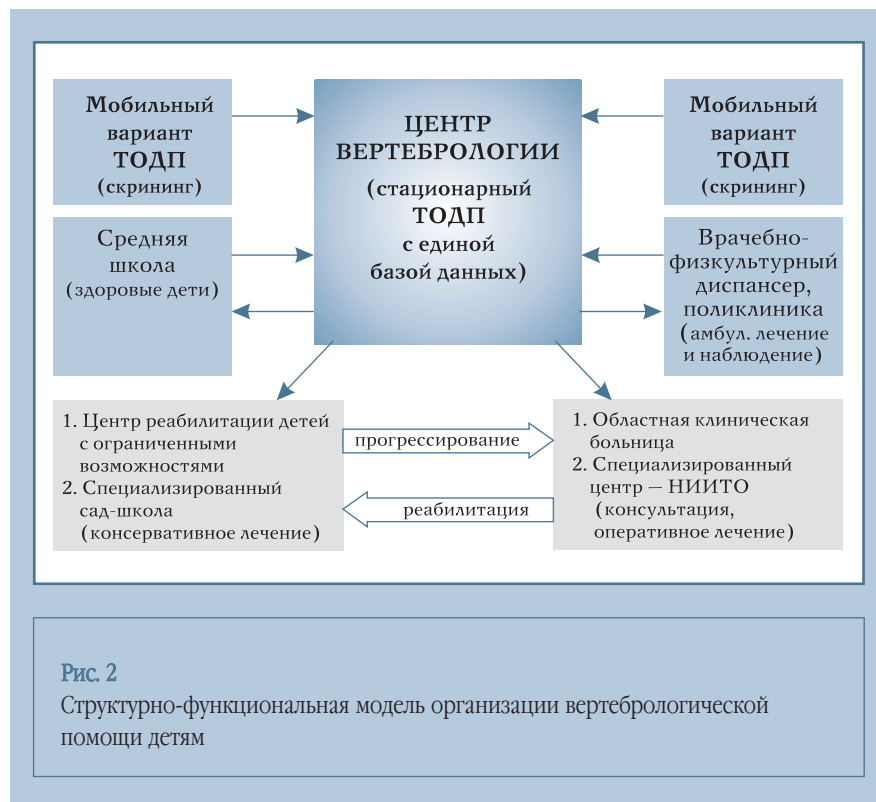 Мобильный
вариант
ТОДП
(скрининг)
ЦЕНТР
ВЕРТЕБРОЛОГИИ
(стационарный
ТОДП
с единой
базой данных)
Мобильный
вариант
ТОДП
(скрининг)
Средняя
школа
(здоровые дети)
Врачебно-
физкультурный
диспансер,
поликлиника
(амбул. лечение
и наблюдение)
1. Центр реабилитации детей
с ограниченными
возможностями
2. Специализированный
сад-школа
(консервативное лечение)
прогрессирование
реабилитация
1. Областная клиническая
больница
2. Специализированный
центр — НИИТО
(консультация,
оперативное лечение)
Рис. 2
Структурно-функциональная модель организации вертебрологической
помощи детям